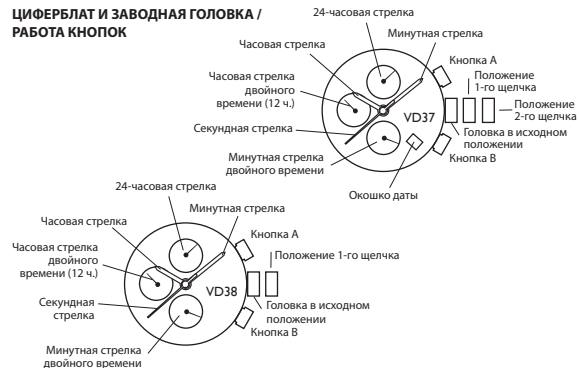 ЦИФЕРБЛАТ И ЗАВОДНАЯ ГОЛОВКА /
РАБОТА КНОПОК
24-часовая стрелка
Минутная стрелка
Часовая стрелка
Кнопка A
Часовая стрелка
двойного
времени (12 ч.)
Положение
1-го щелчка
Положение
2-го щелчка
VD37
Секундная стрелка
Головка в исходном
положении
Минутная стрелка
двойного времени
Кнопка B
Окошко даты
24-часовая стрелка
Минутная стрелка
Часовая стрелка
Кнопка A
Часовая стрелка
двойного
времени (12 ч.)
Положение 1-го щелчка
VD38
Секундная
стрелка
Головка в исходном
положении
Кнопка B
Минутная стрелка
двойного времени